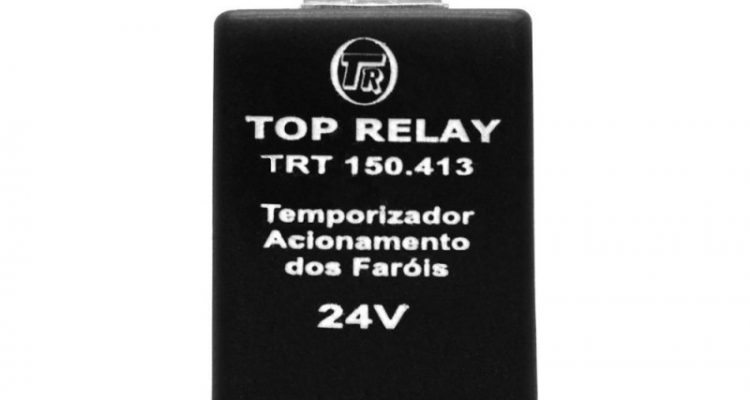 TR
TOP RELAY
TRT 150.413
Temporizador
Acionamento
dos Faróis
24V